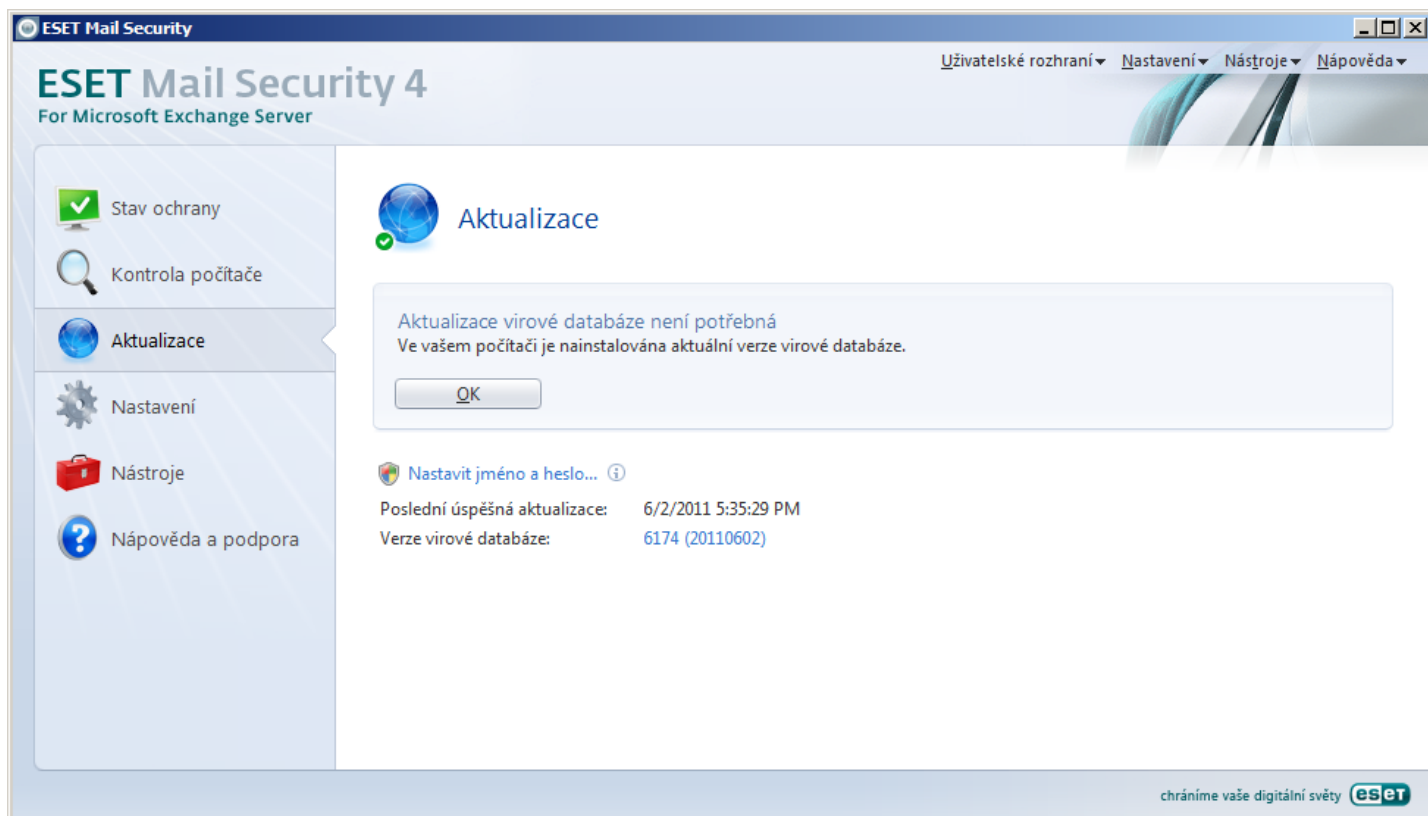 ESET Mail Security
Uživatelské rozhraní Nastavení Nástroje Nápověda
ESET Mail Security 4
For Microsoft Exchange Server
Stav ochrany
Kontrola počítače
Aktualizace
Nastavení
Nástroje
Nápověda a podpora
Aktualizace
Aktualizace virové databáze není potřebná
Ve vašem počítači je nainstalována aktuální verze virové databáze.
OK
Nastavit jméno a heslo...
Poslední úspěšná aktualizace: 6/2/2011 5:35:29 PM
Verze virové databáze: 6174 (20110602)
chráníme vaše digitální světy eset